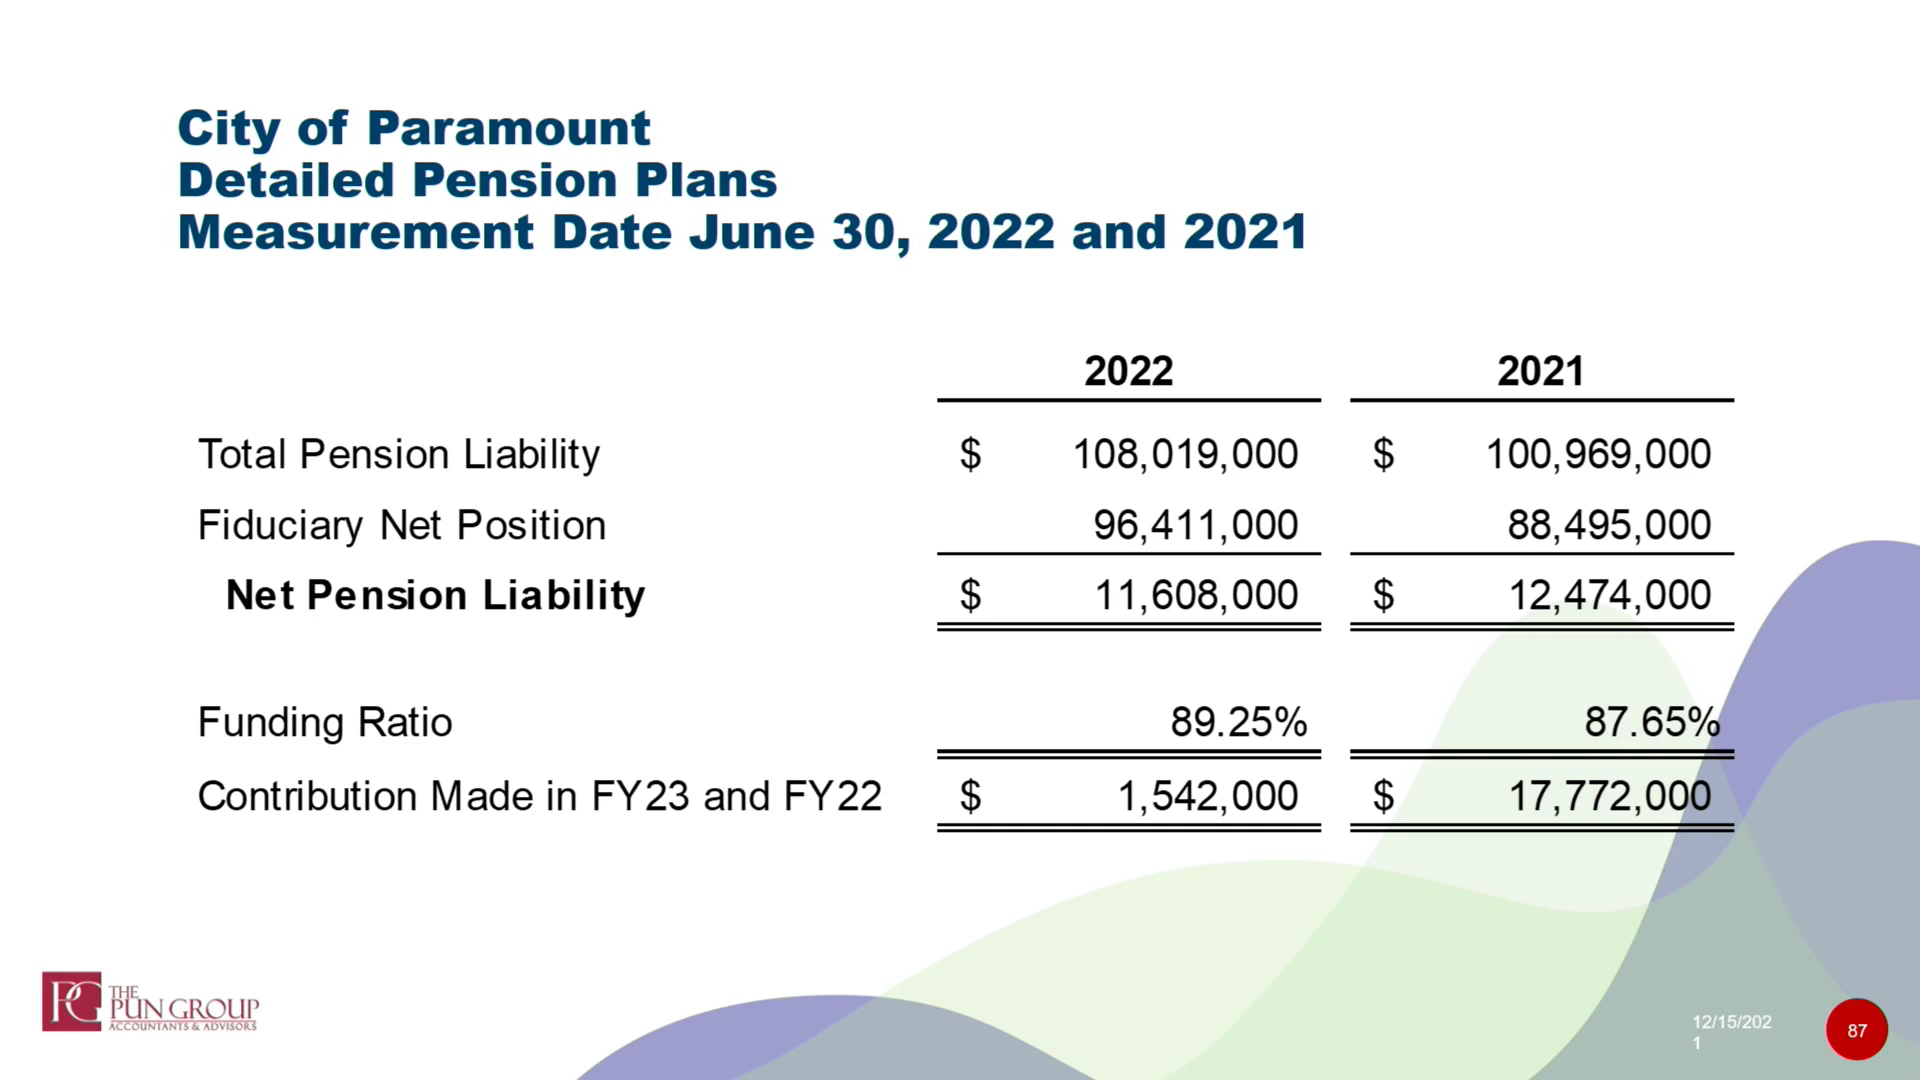 City of Paramount
Detailed Pension Plans
Measurement Date June 30, 2022 and 2021
2022 2021
Total Pension Liability $ 108,019,000 $ 100,969,000
Fiduciary Net Position 96,411,000 88,495,000
Net Pension Liability $ 11,608,000 $ 12,474,000
Funding Ratio 89.25% 87.65%
Contribution Made in FY23 and FY22 $ 1,542,000 $ 17,772,000
PG
THE
PUN GROUP
ACCOUNTANTS & ADVISORS
12/15/202
1
87